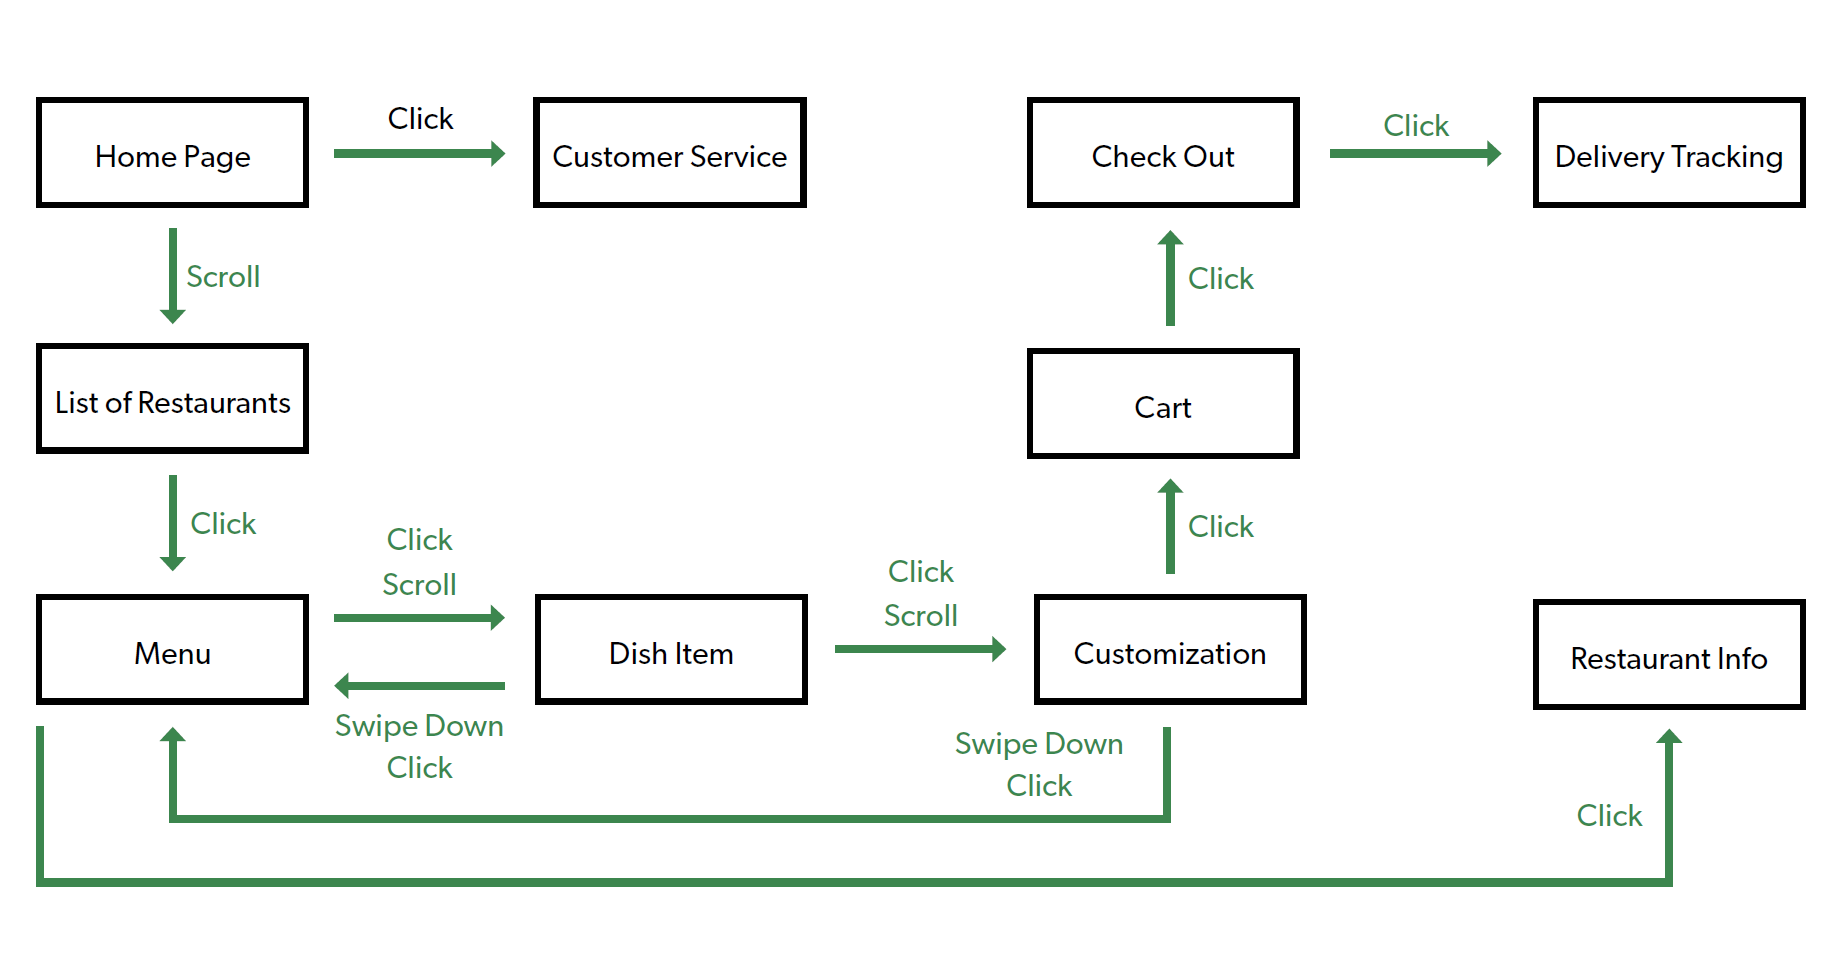 Home Page
Click
Customer Service
Check Out
Click
Delivery Tracking
Scroll
Click
List of Restaurants
Cart
Click
Click
Click
Scroll
Click
Scroll
Menu
Dish Item
Customization
Restaurant Info
Swipe Down
Click
Swipe Down
Click
Click